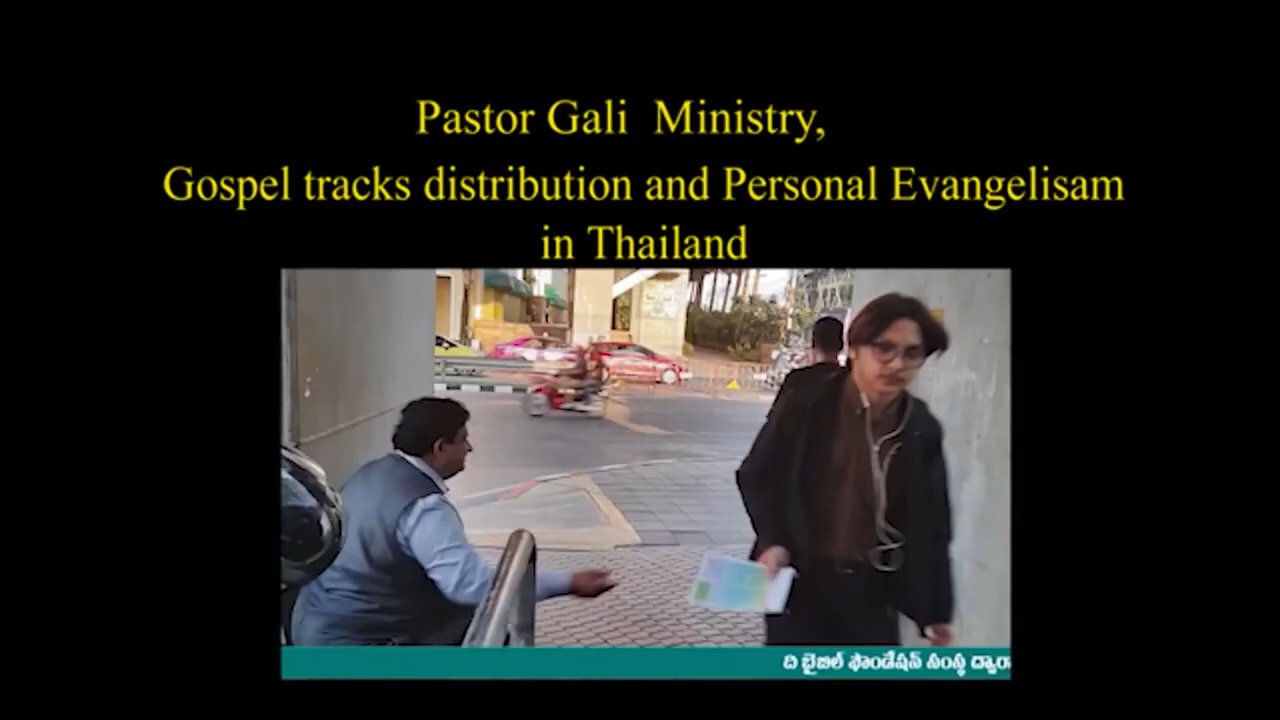 Pastor Gali Ministry,
Gospel tracks distribution and Personal Evangelisam
in Thailand
ది బైబిల్ ఫౌండేషన్ సంస్థ ద్వారా